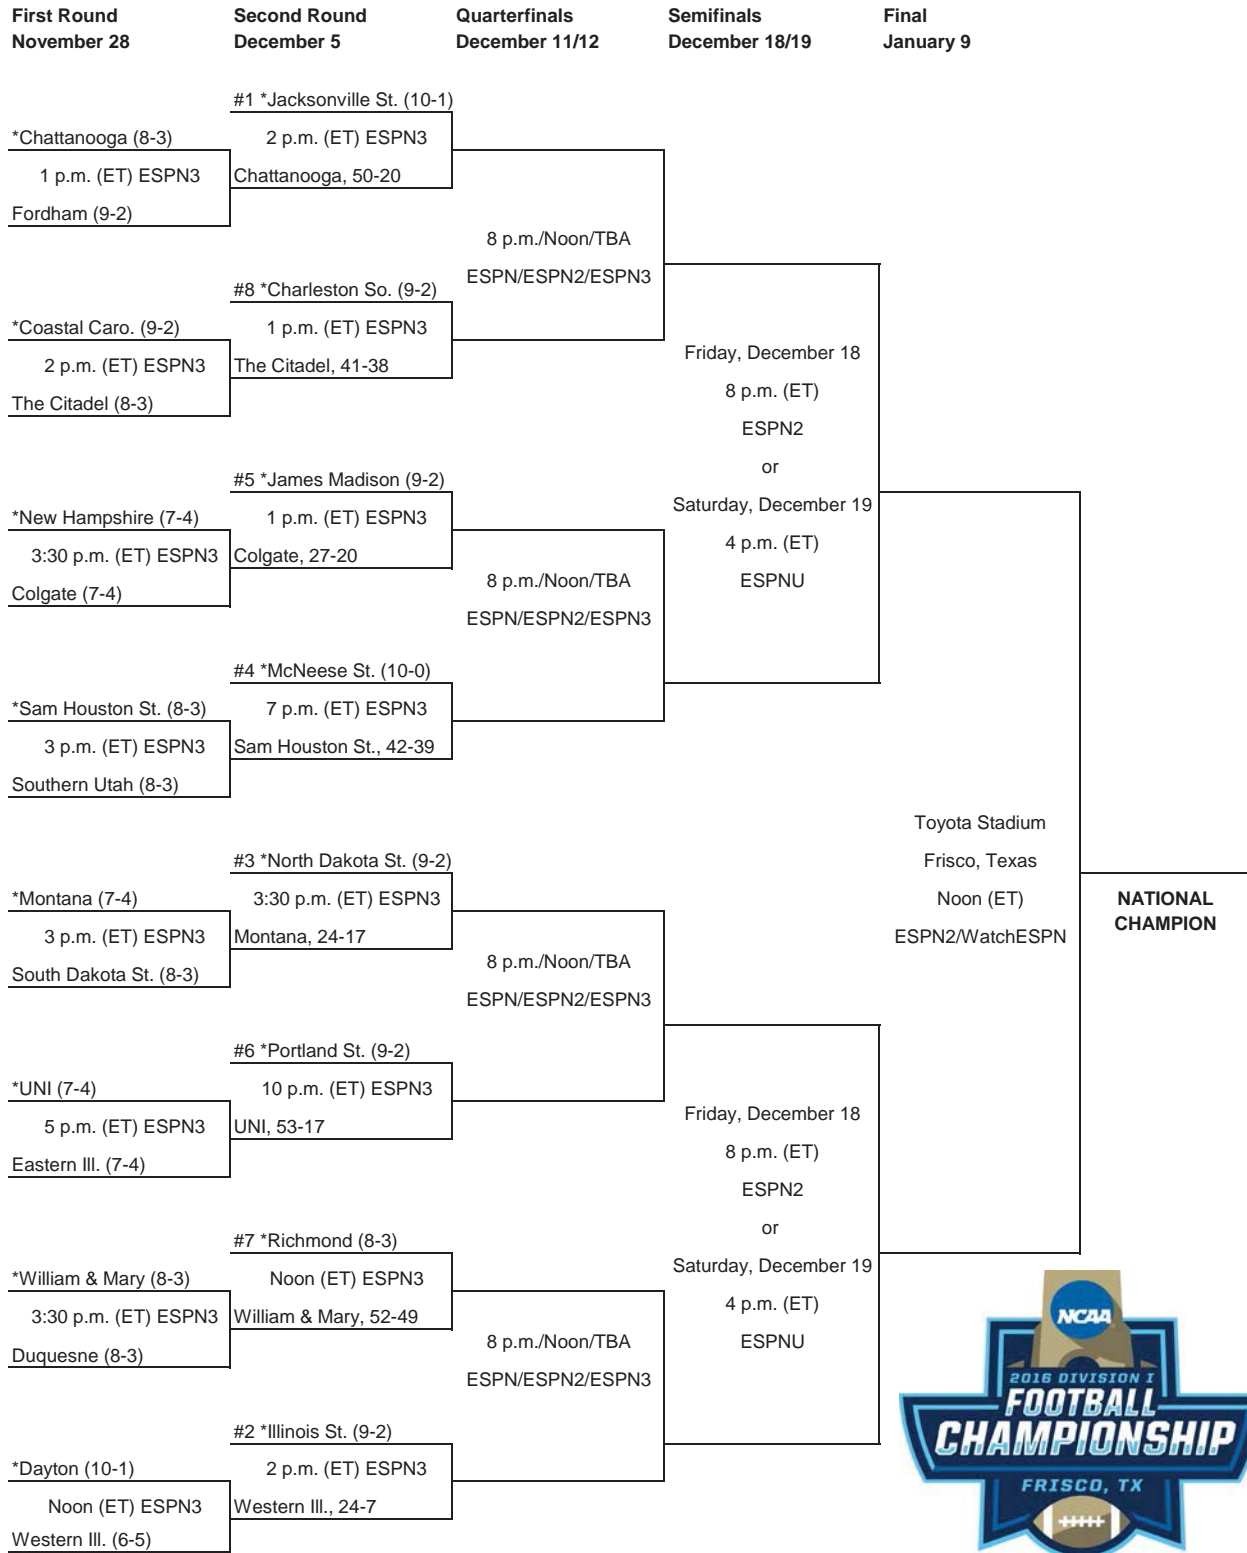 First Round
November 28
Second Round
December 5
Quarterfinals
December 11/12
Semifinals
December 18/19
Final
January 9
#1 *Jacksonville St. (10-1)
*Chattanooga (8-3)
2 p.m. (ET) ESPN3
1 p.m. (ET) ESPN3
Chattanooga, 50-20
Fordham (9-2)
8 p.m./Noon/TBA
ESPN/ESPN2/ESPN3
#8 *Charleston So. (9-2)
*Coastal Caro. (9-2)
1 p.m. (ET) ESPN3
2 p.m. (ET) ESPN3
The Citadel, 41-38
The Citadel (8-3)
Friday, December 18
8 p.m. (ET)
ESPN2
or
Saturday, December 19
4 p.m. (ET)
ESPNU
#5 *James Madison (9-2)
*New Hampshire (7-4)
1 p.m. (ET) ESPN3
3:30 p.m. (ET) ESPN3
Colgate, 27-20
Colgate (7-4)
8 p.m./Noon/TBA
ESPN/ESPN2/ESPN3
#4 *McNeese St. (10-0)
*Sam Houston St. (8-3)
7 p.m. (ET) ESPN3
3 p.m. (ET) ESPN3
Sam Houston St., 42-39
Southern Utah (8-3)
Toyota Stadium
Frisco, Texas
Noon (ET)
ESPN2/WatchESPN
NATIONAL
CHAMPION
#3 *North Dakota St. (9-2)
*Montana (7-4)
3:30 p.m. (ET) ESPN3
3 p.m. (ET) ESPN3
Montana, 24-17
South Dakota St. (8-3)
8 p.m./Noon/TBA
ESPN/ESPN2/ESPN3
#6 *Portland St. (9-2)
*UNI (7-4)
10 p.m. (ET) ESPN3
5 p.m. (ET) ESPN3
UNI, 53-17
Eastern Ill. (7-4)
Friday, December 18
8 p.m. (ET)
ESPN2
or
Saturday, December 19
4 p.m. (ET)
ESPNU
#7 *Richmond (8-3)
*William & Mary (8-3)
Noon (ET) ESPN3
3:30 p.m. (ET) ESPN3
William & Mary, 52-49
Duquesne (8-3)
8 p.m./Noon/TBA
ESPN/ESPN2/ESPN3
#2 *Illinois St. (9-2)
*Dayton (10-1)
2 p.m. (ET) ESPN3
Noon (ET) ESPN3
Western Ill., 24-7
Western Ill. (6-5)
NCAA
2016 DIVISION I
FOOTBALL
CHAMPIONSHIP
FRISCO, TX